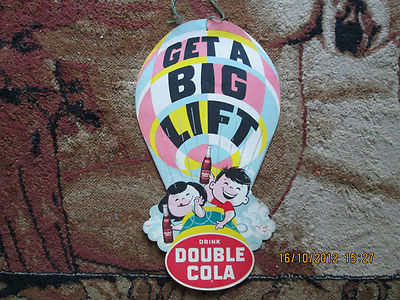 GET A
BIG
LIFT
DRINK
DOUBLE
COLA
16/10/2012 15:27